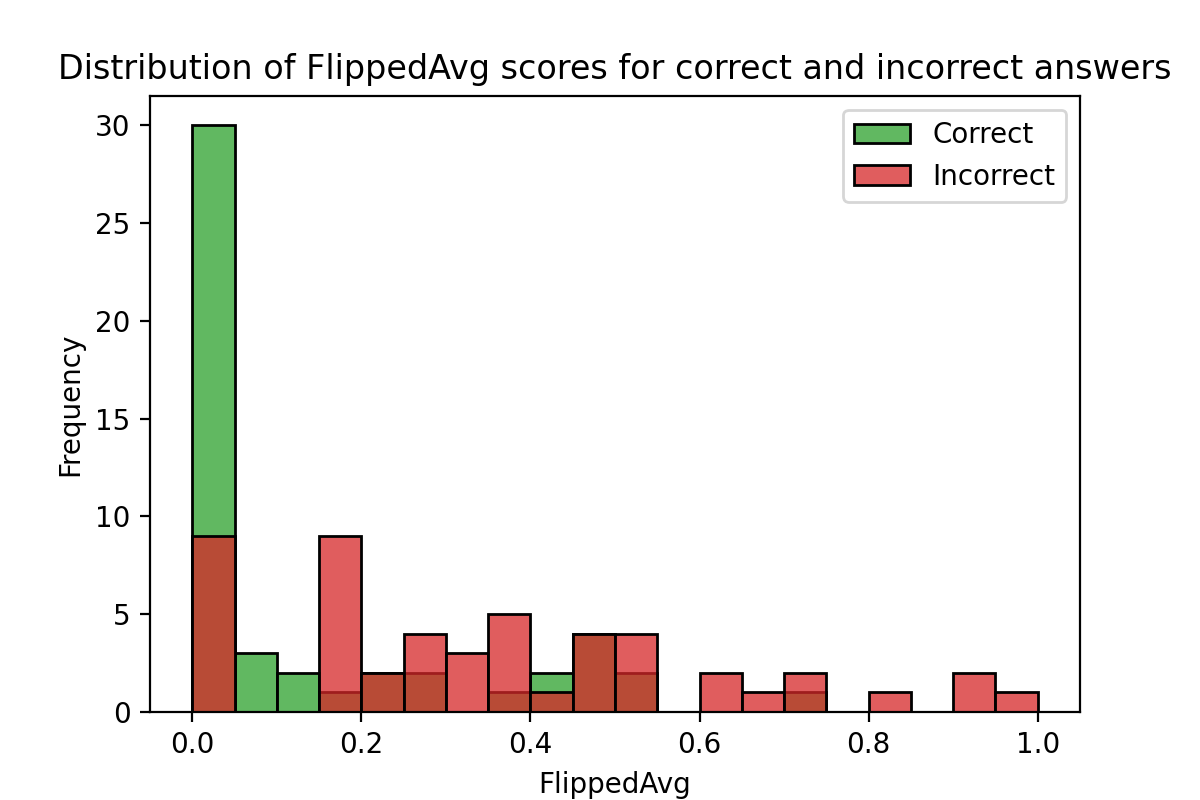 Distribution of FlippedAvg scores for correct and incorrect answers
Correct
Incorrect
30
25
20
15
10
5
0
Frequency
0.0 0.2 0.4 0.6 0.8 1.0
FlippedAvg